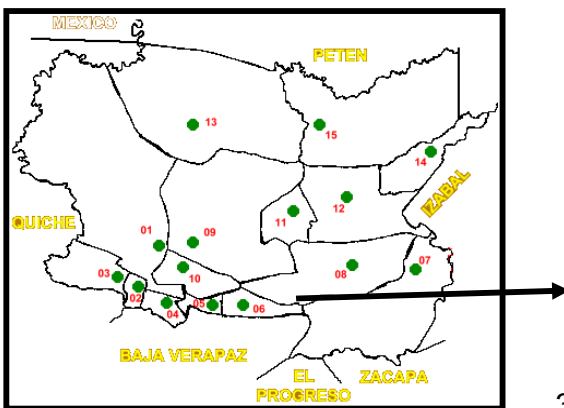 MEXICO
PETEN
13
15
14
IZABAL
12
11
QUICHE
01
09
08
07
03
10
02
04
05
06
BAJA VERAPAZ
EL
PROGRESO
ZACAPA